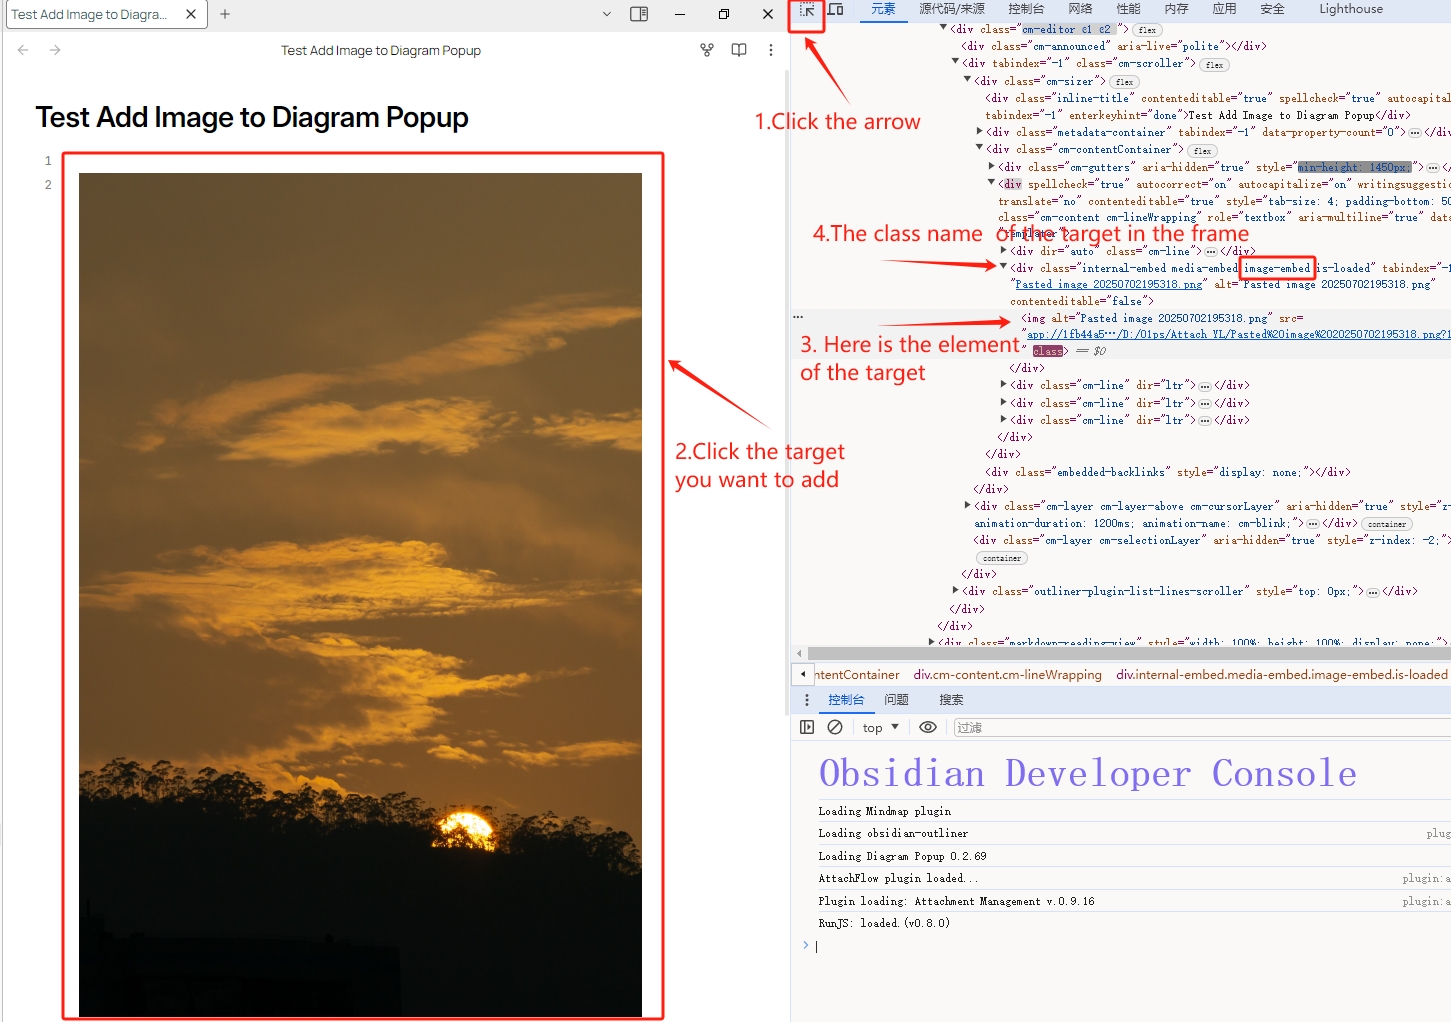 Test Add Image to Diagra...
Test Add Image to Diagram Popup
Test Add Image to Diagram Popup
1
2
元素 源代码/来源 控制台 网络 性能 内存 应用 安全 Lighthouse
<div class="cm-editor ͼ1 ͼ2 "> flex
<div class="cm-announced" aria-live="polite"></div>
<div tabindex="-1" class="cm-scroller"> flex
<div class="cm-sizer"> flex
<div class="inline-title" contenteditable="true" spellcheck="true" autocapital
tabindex="-1" enterkeyhint="done">Test Add Image to Diagram Popup</div>
<div class="metadata-container" tabindex="-1" data-property-count="0"> … </di
<div class="cm-contentContainer"> flex
<div class="cm-gutters" aria-hidden="true" style="min-height: 1450px;"> … </
<div spellcheck="true" autocorrect="on" autocapitalize="on" writingsuggestio
translate="no" contenteditable="true" style="tab-size: 4; padding-bottom: 50
class="cm-content cm-lineWrapping" role="textbox" aria-multiline="true" data
"templater">
<div dir="auto" class="cm-line"> … </div>
<div class="internal-embed media-embed image-embed is-loaded" tabindex="-1
"Pasted image 20250702195318.png" alt="Pasted image 20250702195318.png"
contenteditable="false">
<img alt="Pasted image 20250702195318.png" src=
"app://1fb44a5…/D:/01ps/Attach YL/Pasted%20image%2020250702195318.png?1
" class> == $0
</div>
<div class="cm-line" dir="ltr"> … </div>
<div class="cm-line" dir="ltr"> … </div>
<div class="cm-line" dir="ltr"> … </div>
</div>
</div>
<div class="embedded-backlinks" style="display: none;"></div>
</div>
<div class="cm-layer cm-layer-above cm-cursorLayer" aria-hidden="true" style="z-
animation-duration: 1200ms; animation-name: cm-blink;"> … </div> container
<div class="cm-layer cm-selectionLayer" aria-hidden="true" style="z-index: -2;">
container
</div>
<div class="outliner-plugin-list-lines-scroller" style="top: 0px;"> … </div>
</div>
</div>
<div class="markdown-reading-view" style="width: 100%; height: 100%; display: none;">
1.Click the arrow
2.Click the target
you want to add
3. Here is the element
of the target
4.The class name of the target in the frame
ntentContainer div.cm-content.cm-lineWrapping div.internal-embed.media-embed.image-embed.is-loaded
控制台 问题 搜索
top 过滤
Obsidian Developer Console
Loading Mindmap plugin
Loading obsidian-outliner plug
Loading Diagram Popup 0.2.69
AttachFlow plugin loaded... plugin:a
Plugin loading: Attachment Management v.0.9.16 plugin:a
RunJS: loaded.(v0.8.0)